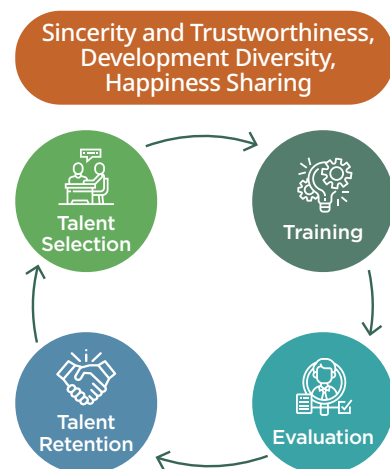 Sincerity and Trustworthiness,
Development Diversity,
Happiness Sharing
Talent
Selection
Training
Talent
Retention
Evaluation